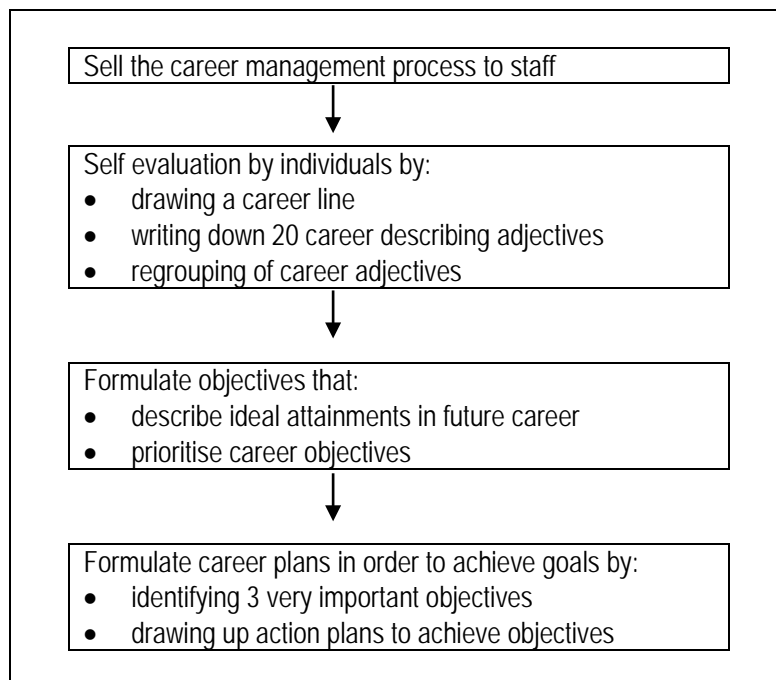 Sell the career management process to staff
Self evaluation by individuals by:
• drawing a career line
• writing down 20 career describing adjectives
• regrouping of career adjectives
Formulate objectives that:
• describe ideal attainments in future career
• prioritise career objectives
Formulate career plans in order to achieve goals by:
• identifying 3 very important objectives
• drawing up action plans to achieve objectives